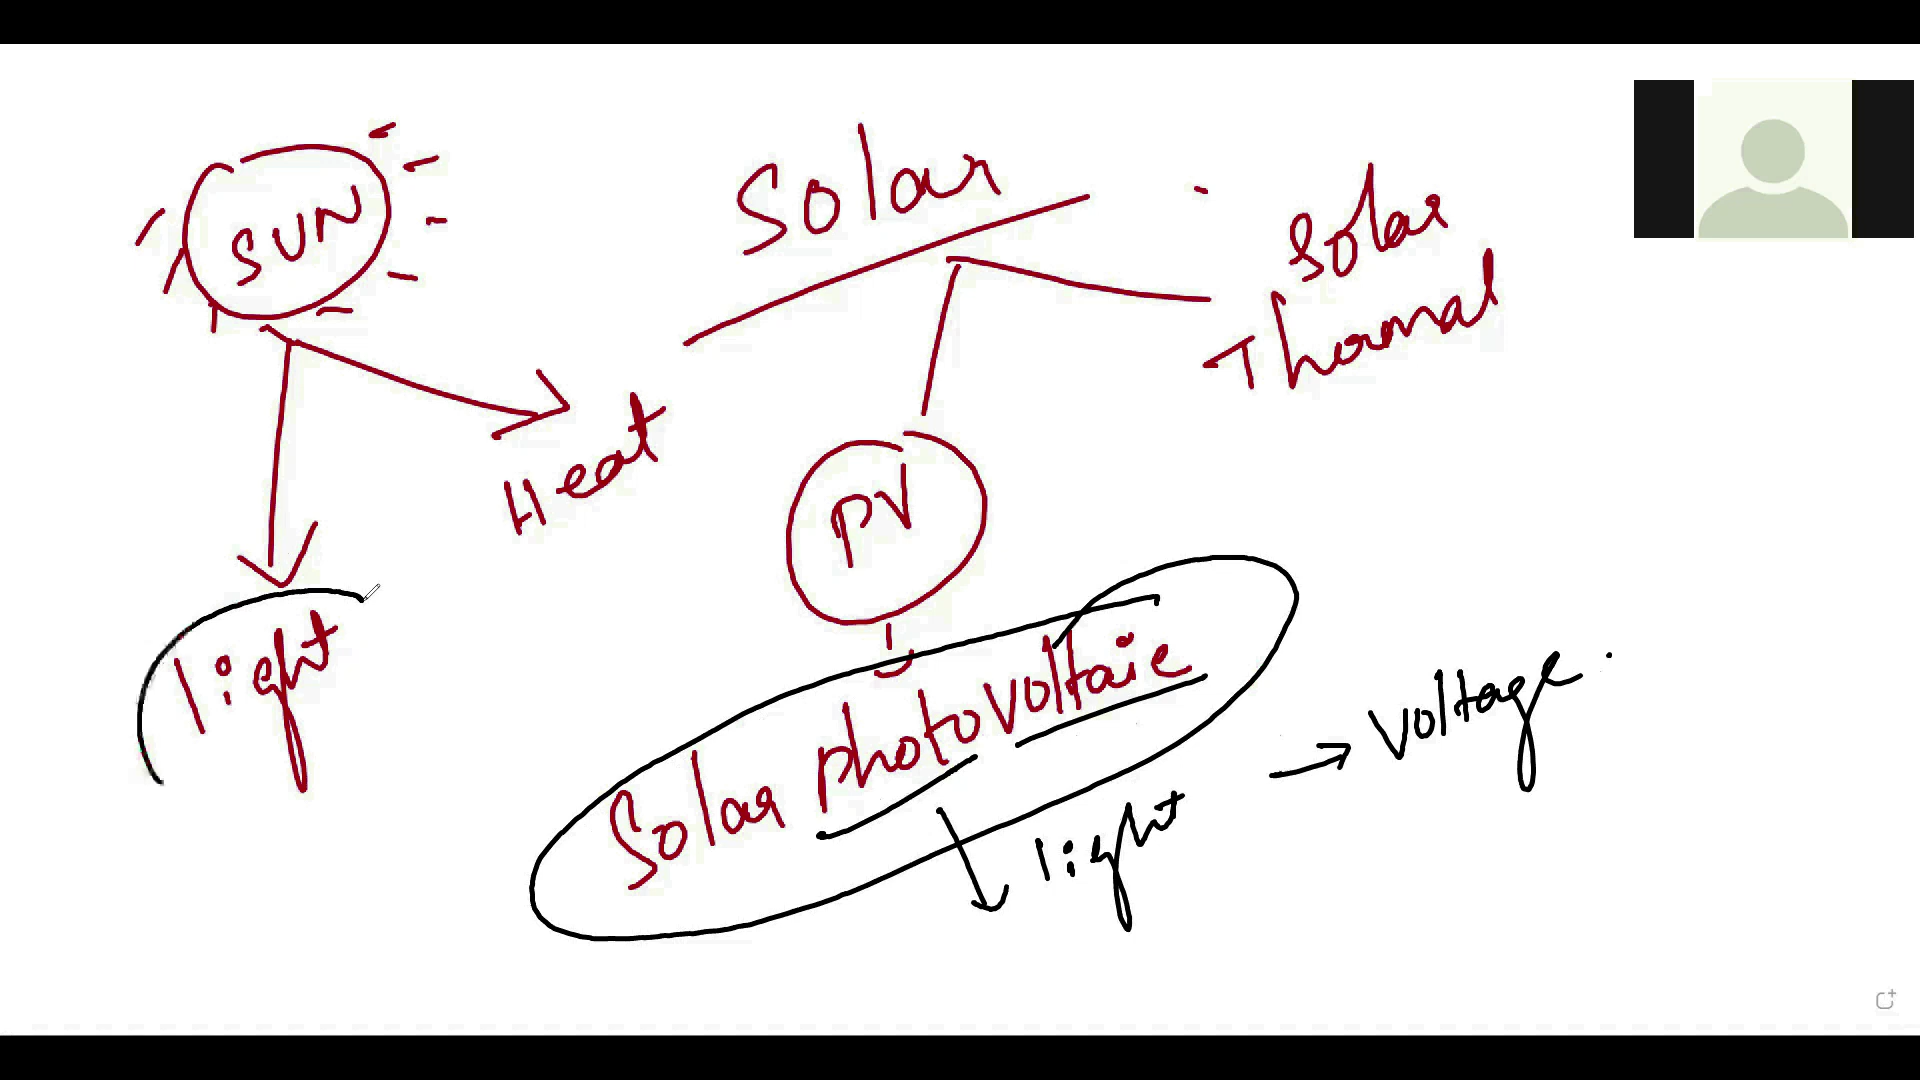 SUN
Heat
light
Solar
Solar
Thermal
PV
Solar photovoltaic
light
→ voltage.